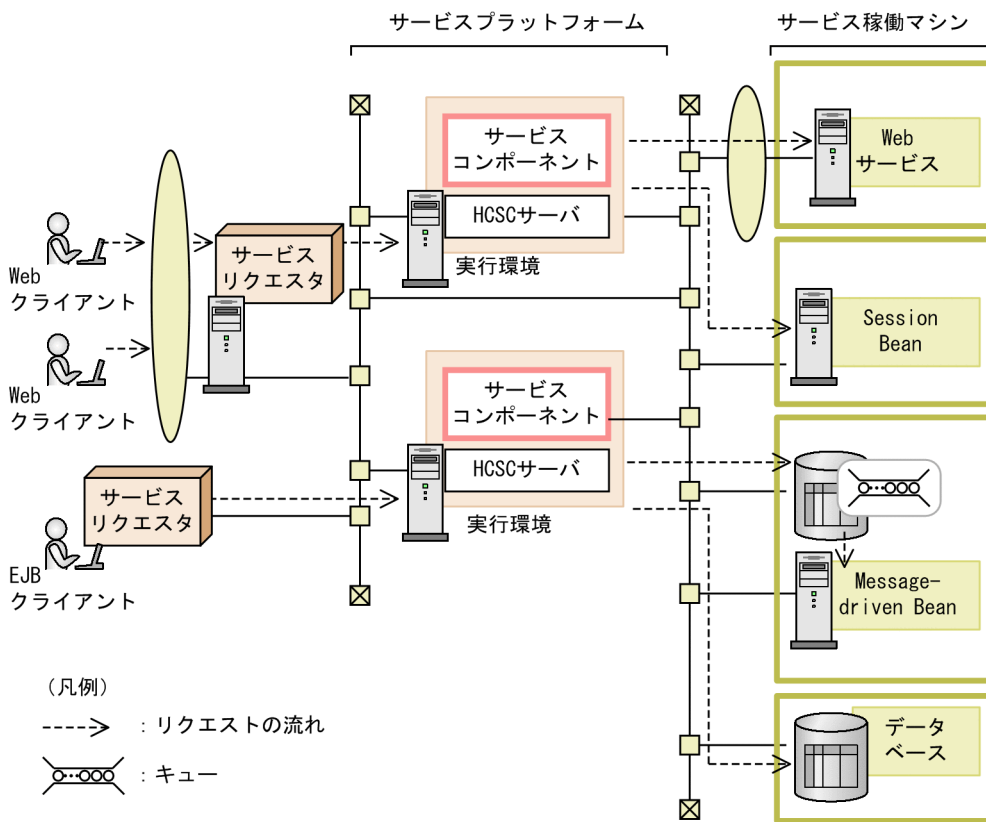 サービスプラットフォーム
サービス稼働マシン
サービス
コンポーネント
HCSCサーバ
実行環境
Web
サービス
サービス
リクエスタ
Web
クライアント
Session
Bean
Web
クライアント
サービス
コンポーネント
HCSCサーバ
実行環境
サービス
リクエスタ
EJB
クライアント
Message-
driven Bean
(凡例)
:リクエストの流れ
:キュー
データ
ベース